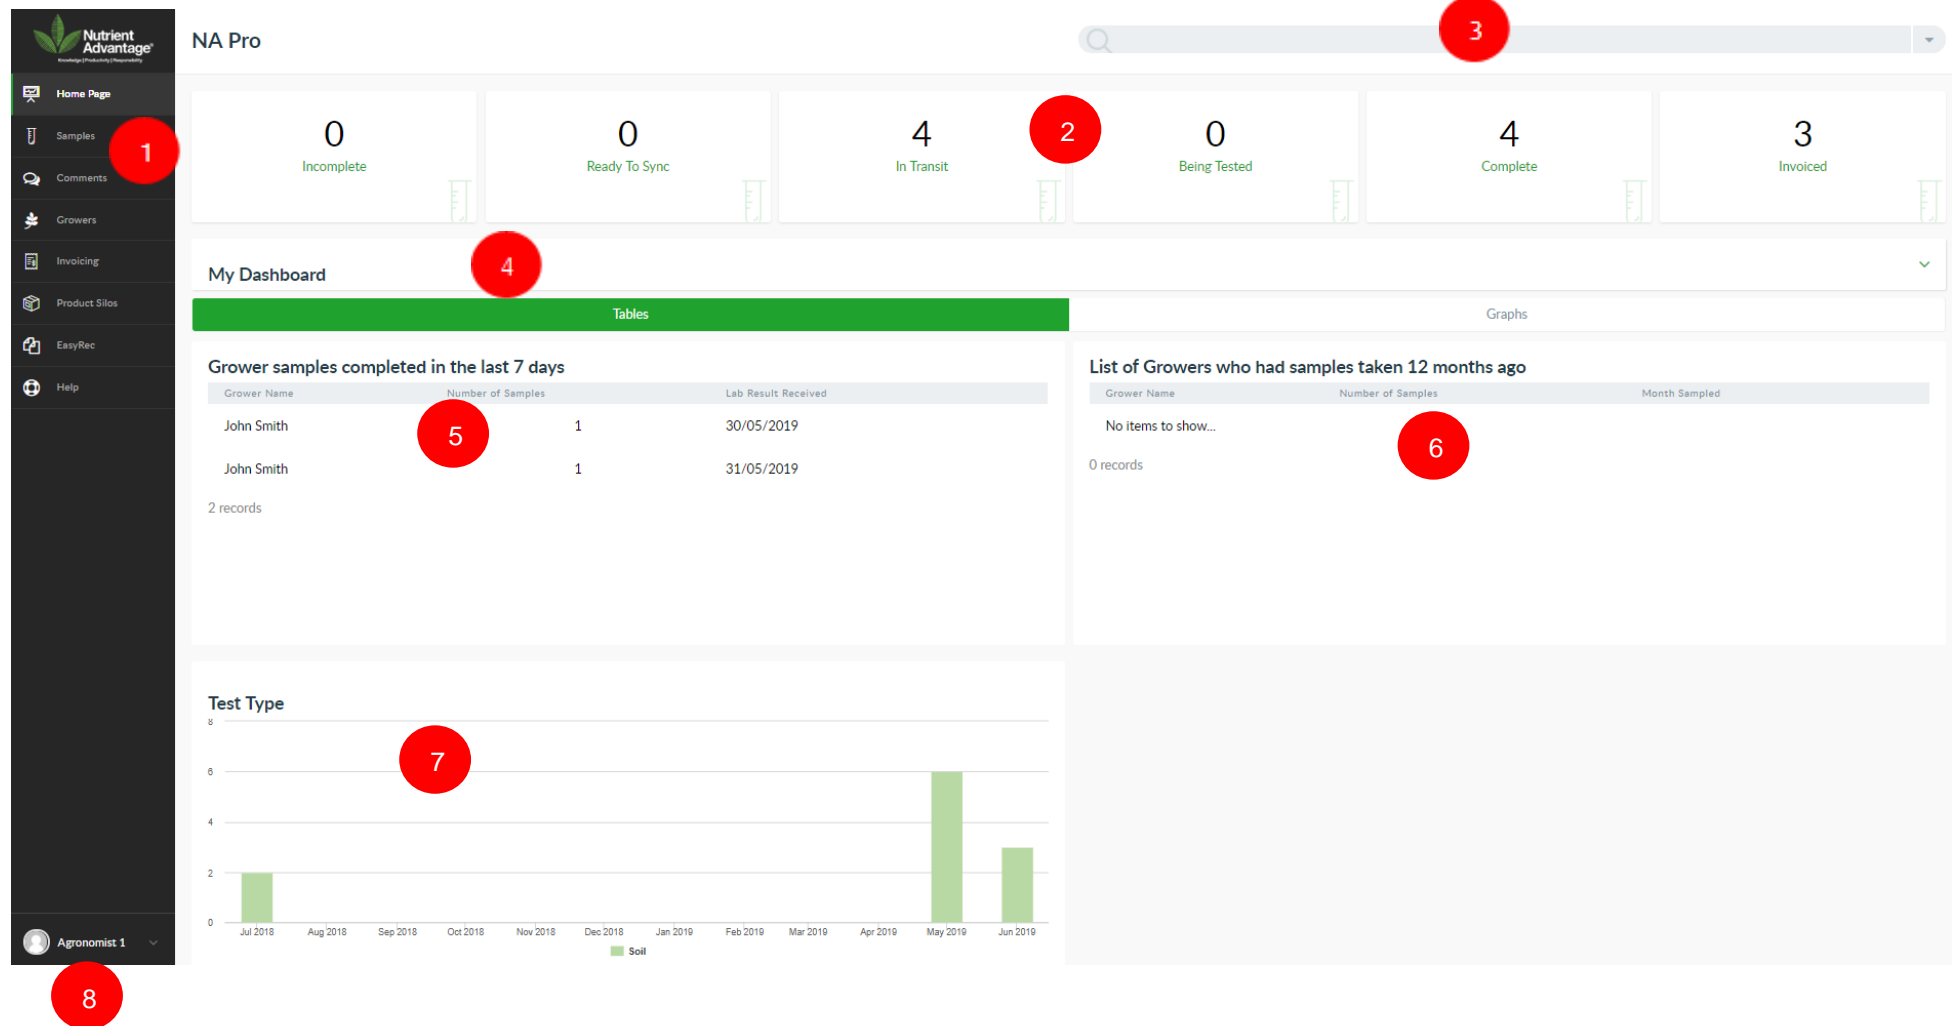 Nutrient
Advantage®
Knowledge | Productivity | Responsibility
NA Pro
3
Home Page
Samples
Comments
Growers
Invoicing
Product Silos
EasyRec
Help
1
0
Incomplete
0
Ready To Sync
4
In Transit
2
0
Being Tested
4
Complete
3
Invoiced
My Dashboard
4
Tables
Graphs
Grower samples completed in the last 7 days
Grower Name Number of Samples Lab Result Received
John Smith 1 30/05/2019
5
John Smith 1 31/05/2019
2 records
List of Growers who had samples taken 12 months ago
Grower Name Number of Samples Month Sampled
No items to show...
6
0 records
Test Type
8
7
6
4
2
0
Jul 2018 Aug 2018 Sep 2018 Oct 2018 Nov 2018 Dec 2018 Jan 2019 Feb 2019 Mar 2019 Apr 2019 May 2019 Jun 2019
Soil
Agronomist 1
8